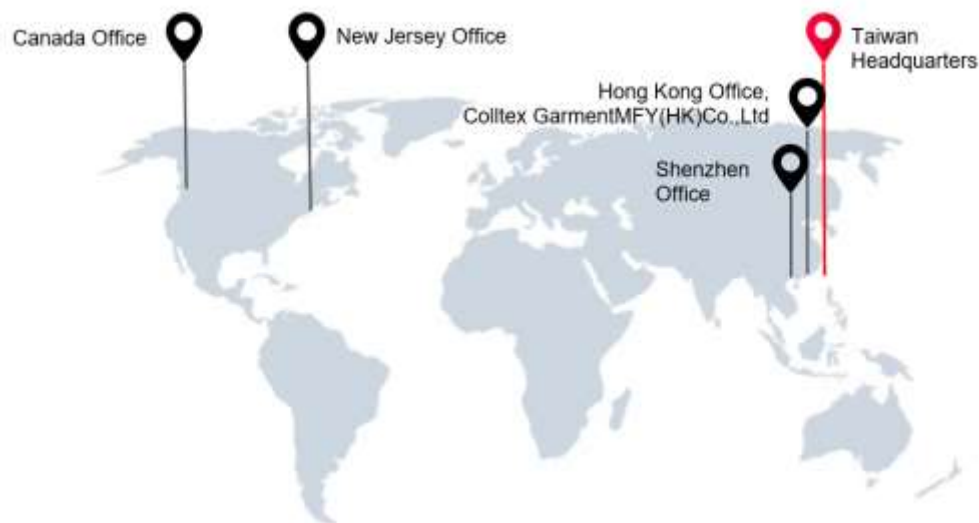 Canada Office
New Jersey Office
Taiwan
Headquarters
Hong Kong Office,
Colltex GarmentMFY(HK)Co.,Ltd
Shenzhen
Office